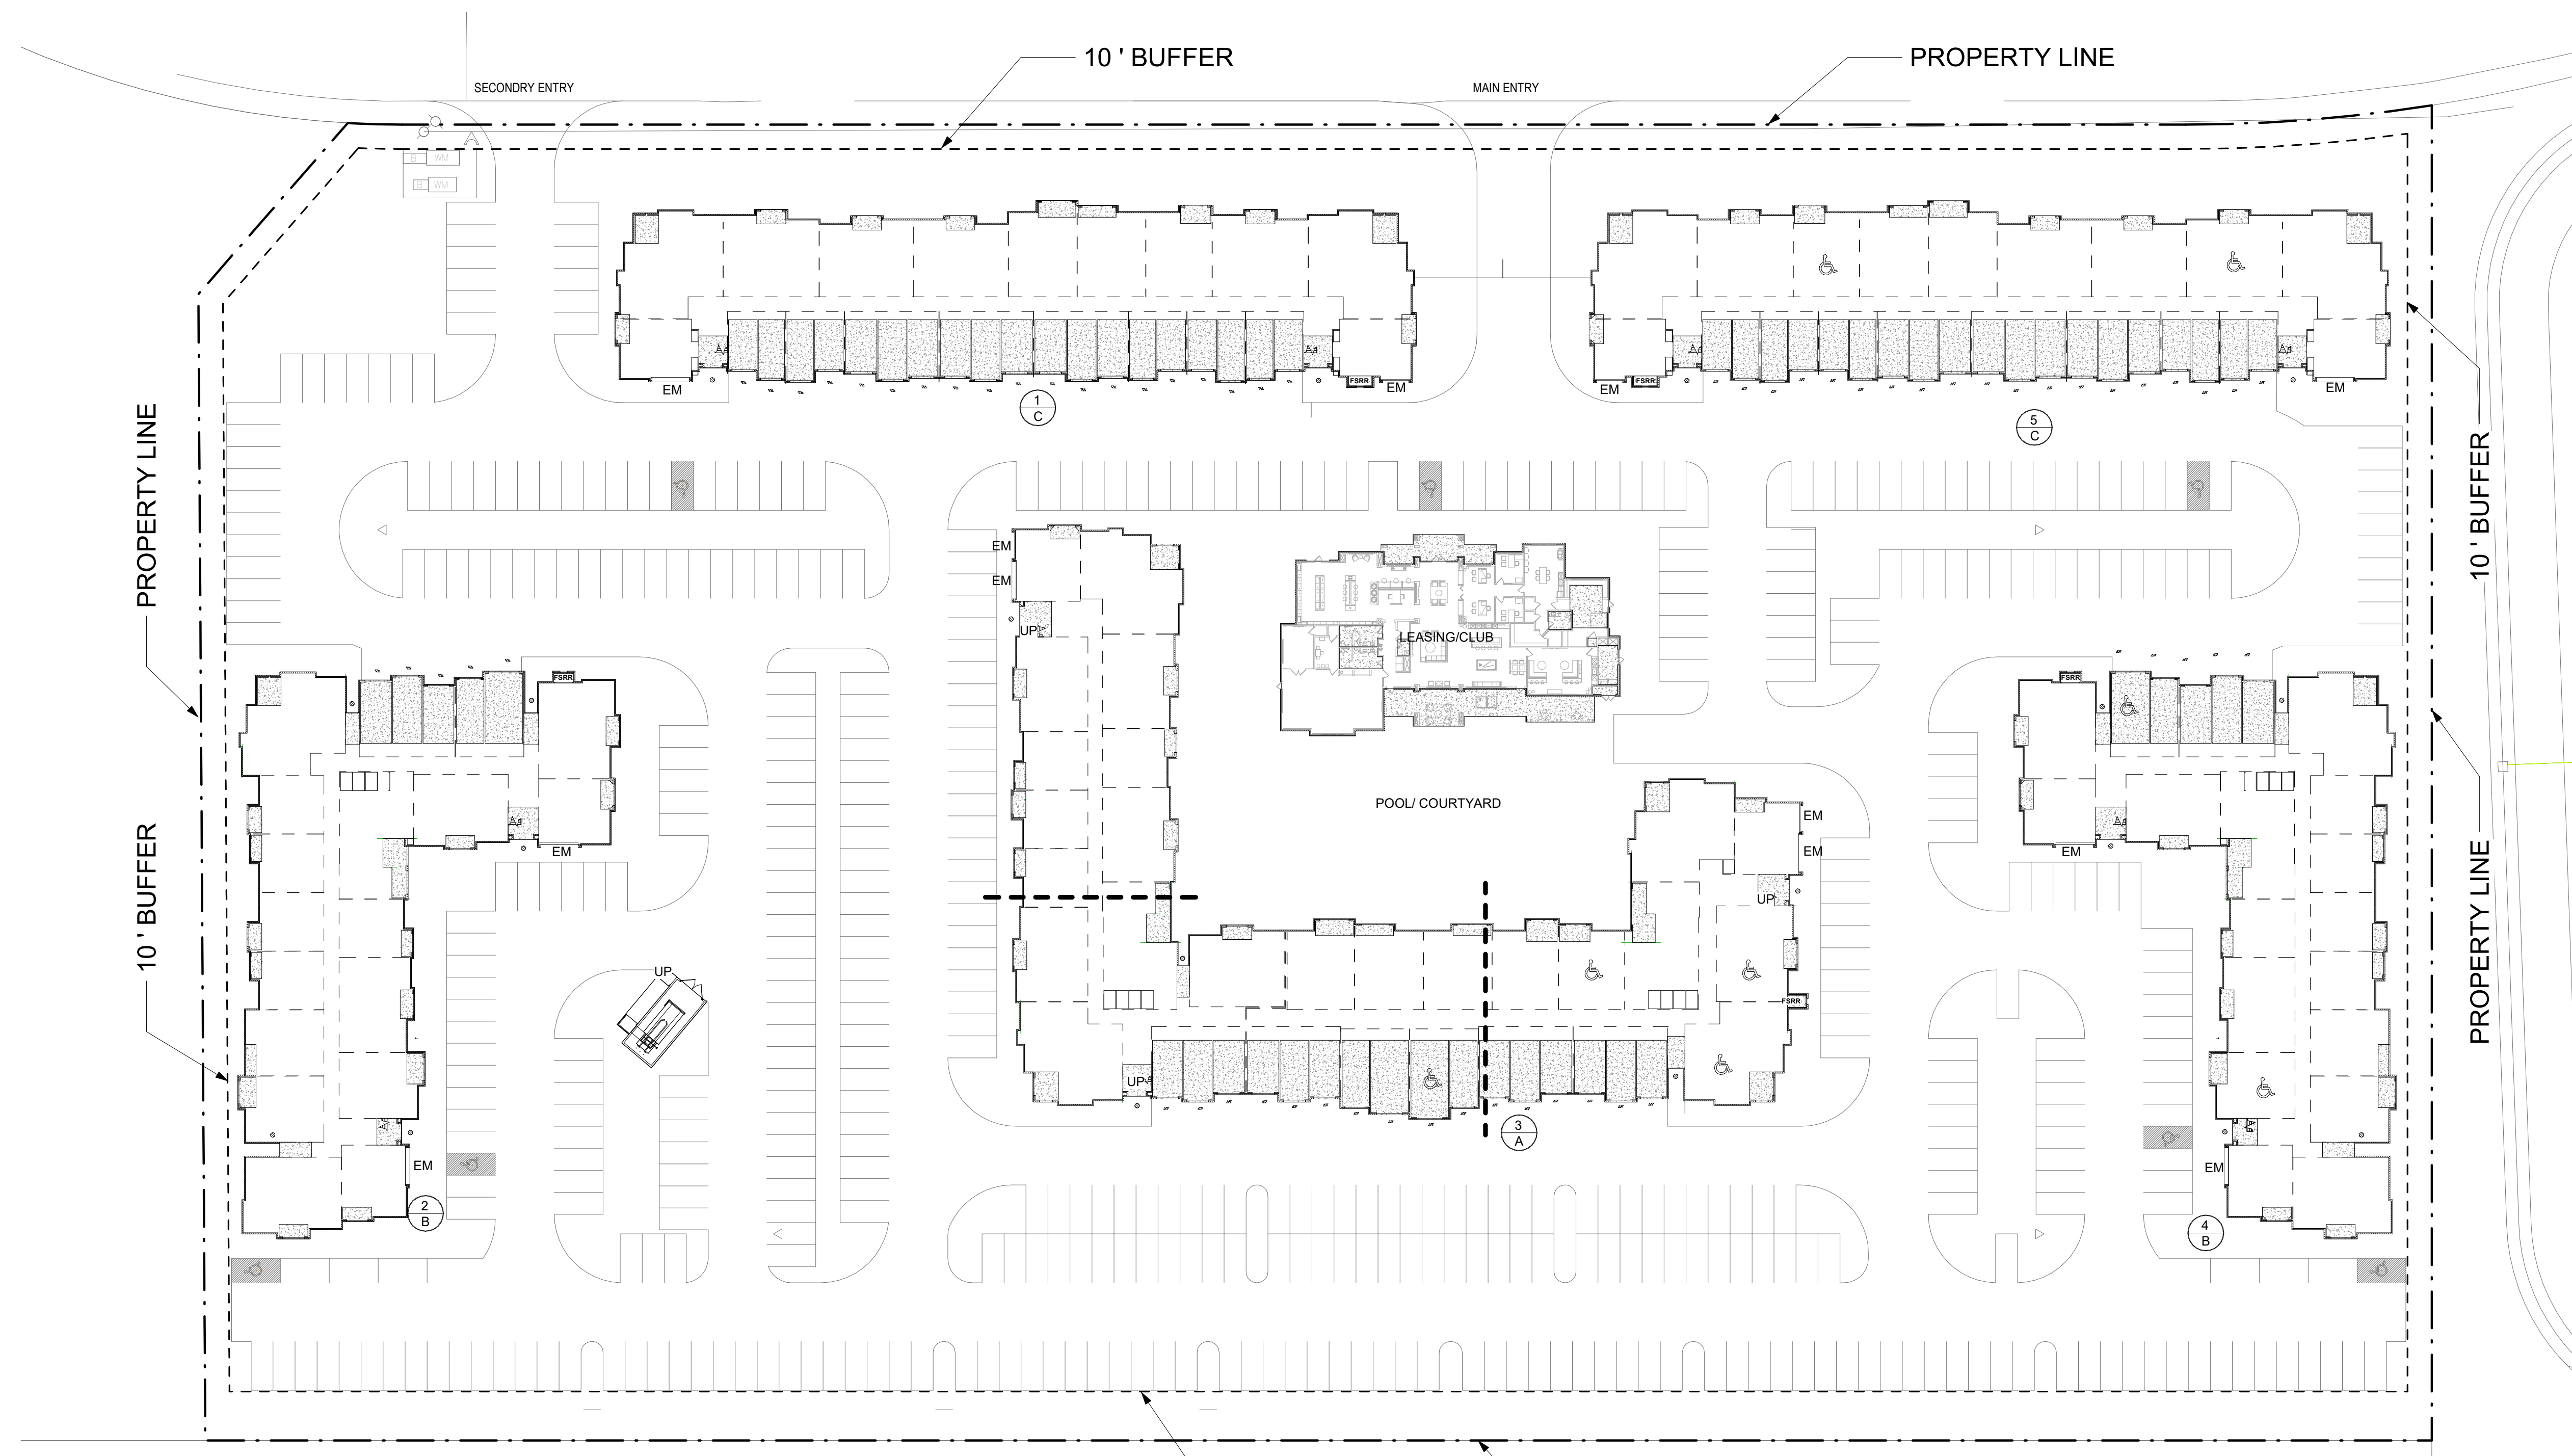 10 ' BUFFER
PROPERTY LINE
SECONDRY ENTRY
MAIN ENTRY
B
WM
B
WM
EM
FSRR
EM
EM
FSRR
EM
1
C
5
C
PROPERTY LINE
10 ' BUFFER
10 ' BUFFER
PROPERTY LINE
EM
EM
UP
LEASING/CLUB
FSRR
FSRR
POOL/ COURTYARD
EM
EM
EM
EM
UP
UP
FSRR
UP
3
A
EM
EM
2
B
4
B